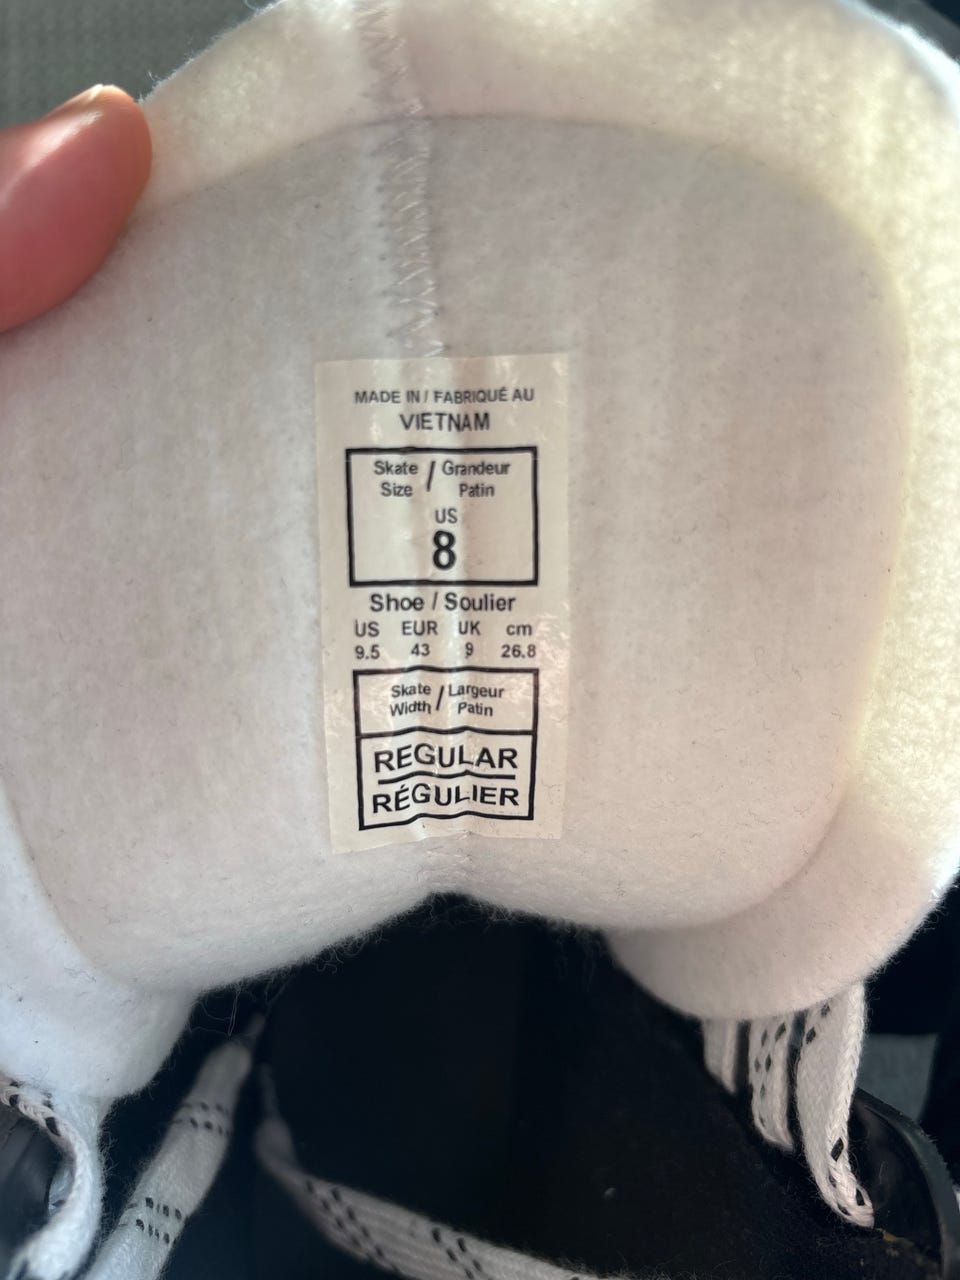 MADE IN / FABRIQUÉ AU
VIETNAM
Skate / Grandeur
Size Patin
US
8
Shoe / Soulier
US EUR UK cm
9.5 43 9 26.8
Skate / Largeur
Width Patin
REGULAR
RÉGULIER